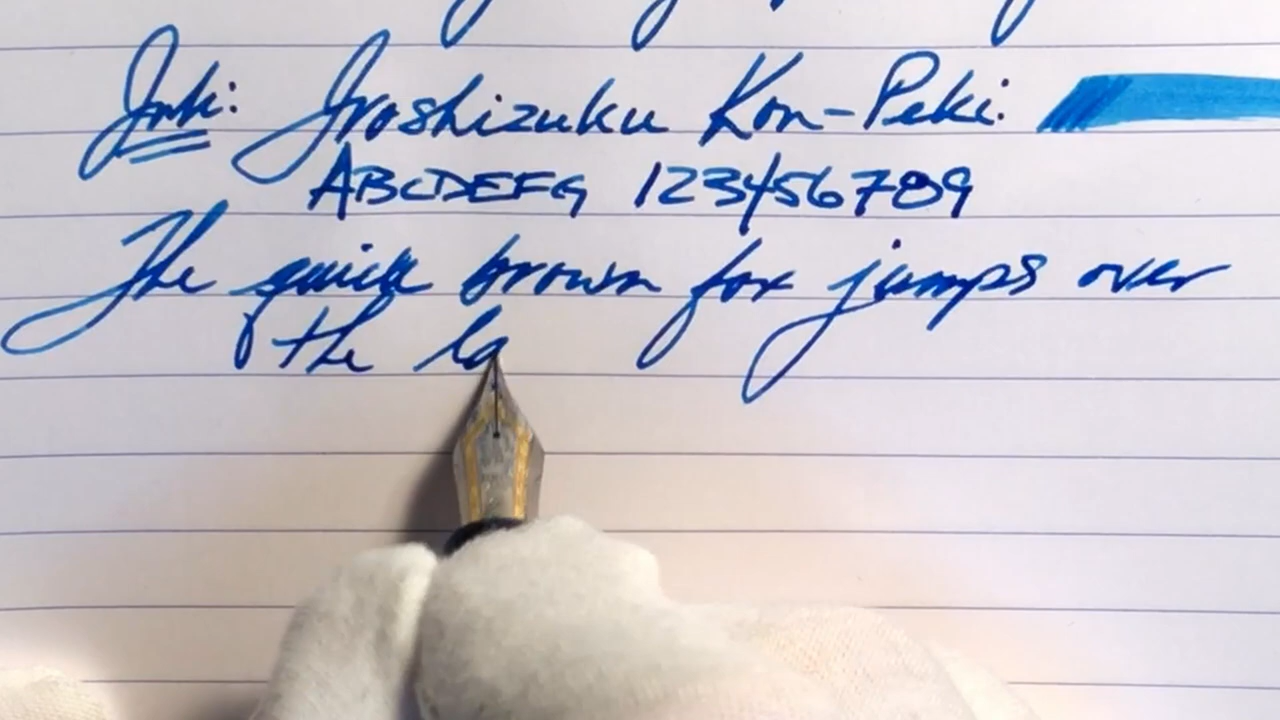 Ink: Iroshizuku Kon-Peki.
ABCDEFG 123456789
The quick brown fox jumps over
the la